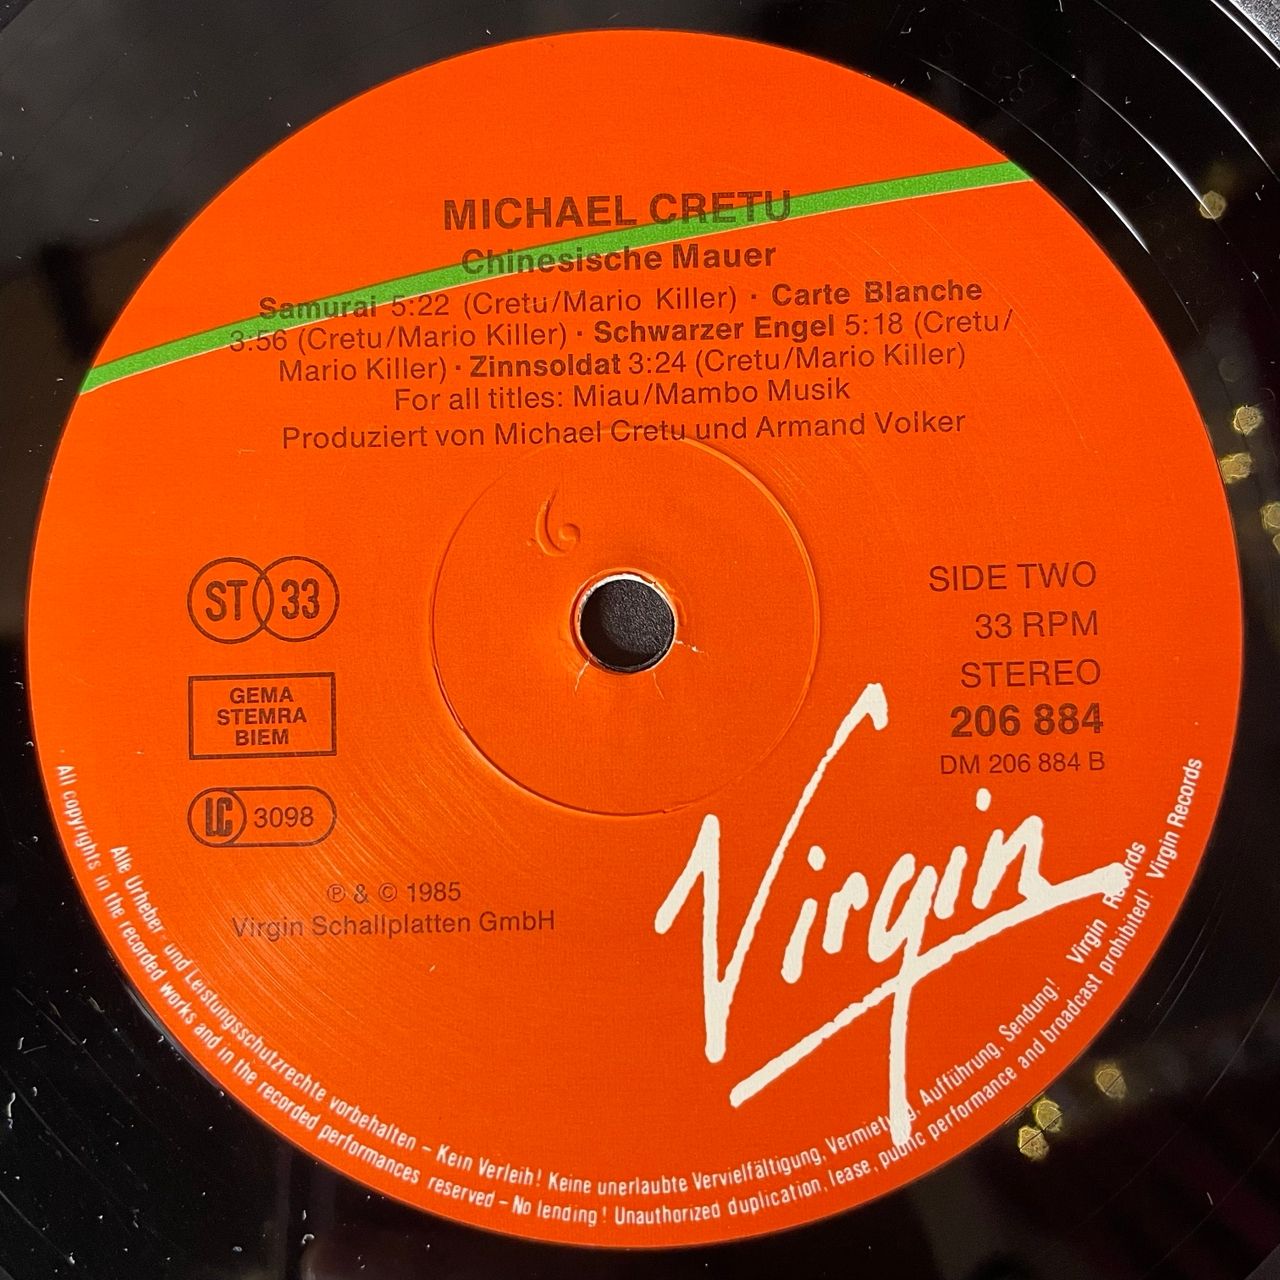 MICHAEL CRETU
Chinesische Mauer
Samurai 5:22 (Cretu/Mario Killer) · Carte Blanche
3:56 (Cretu/Mario Killer) · Schwarzer Engel 5:18 (Cretu/
Mario Killer) · Zinnsoldat 3:24 (Cretu/Mario Killer)
For all titles: Miau/Mambo Musik
Produziert von Michael Cretu und Armand Volker
6
ST 33
GEMA
STEMRA
BIEM
LC 3098
℗ & © 1985
Virgin Schallplatten GmbH
SIDE TWO
33 RPM
STEREO
206 884
DM 206 884 B
Virgin
Alle Urheber- und Leistungsschutzrechte vorbehalten – Kein Verleih! Keine unerlaubte Vervielfältigung, Vermietung, Aufführung, Sendung! Virgin Records
All copyrights in the recorded works and in the recorded performances reserved – No lending! Unauthorized duplication, lease, public performance and broadcast prohibited! Virgin Records